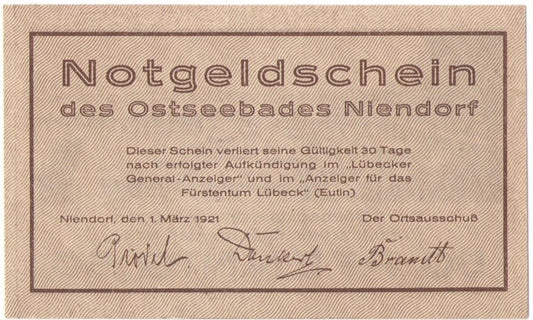 Notgeldschein
des Ostseebades Niendorf
Dieser Schein verliert seine Gültigkeit 30 Tage
nach erfolgter Aufkündigung im „Lübecker
General-Anzeiger" und im „Anzeiger für das
Fürstentum Lübeck" (Eutin)
Niendorf, den 1. März 1921 Der Ortsausschuß
Brandt